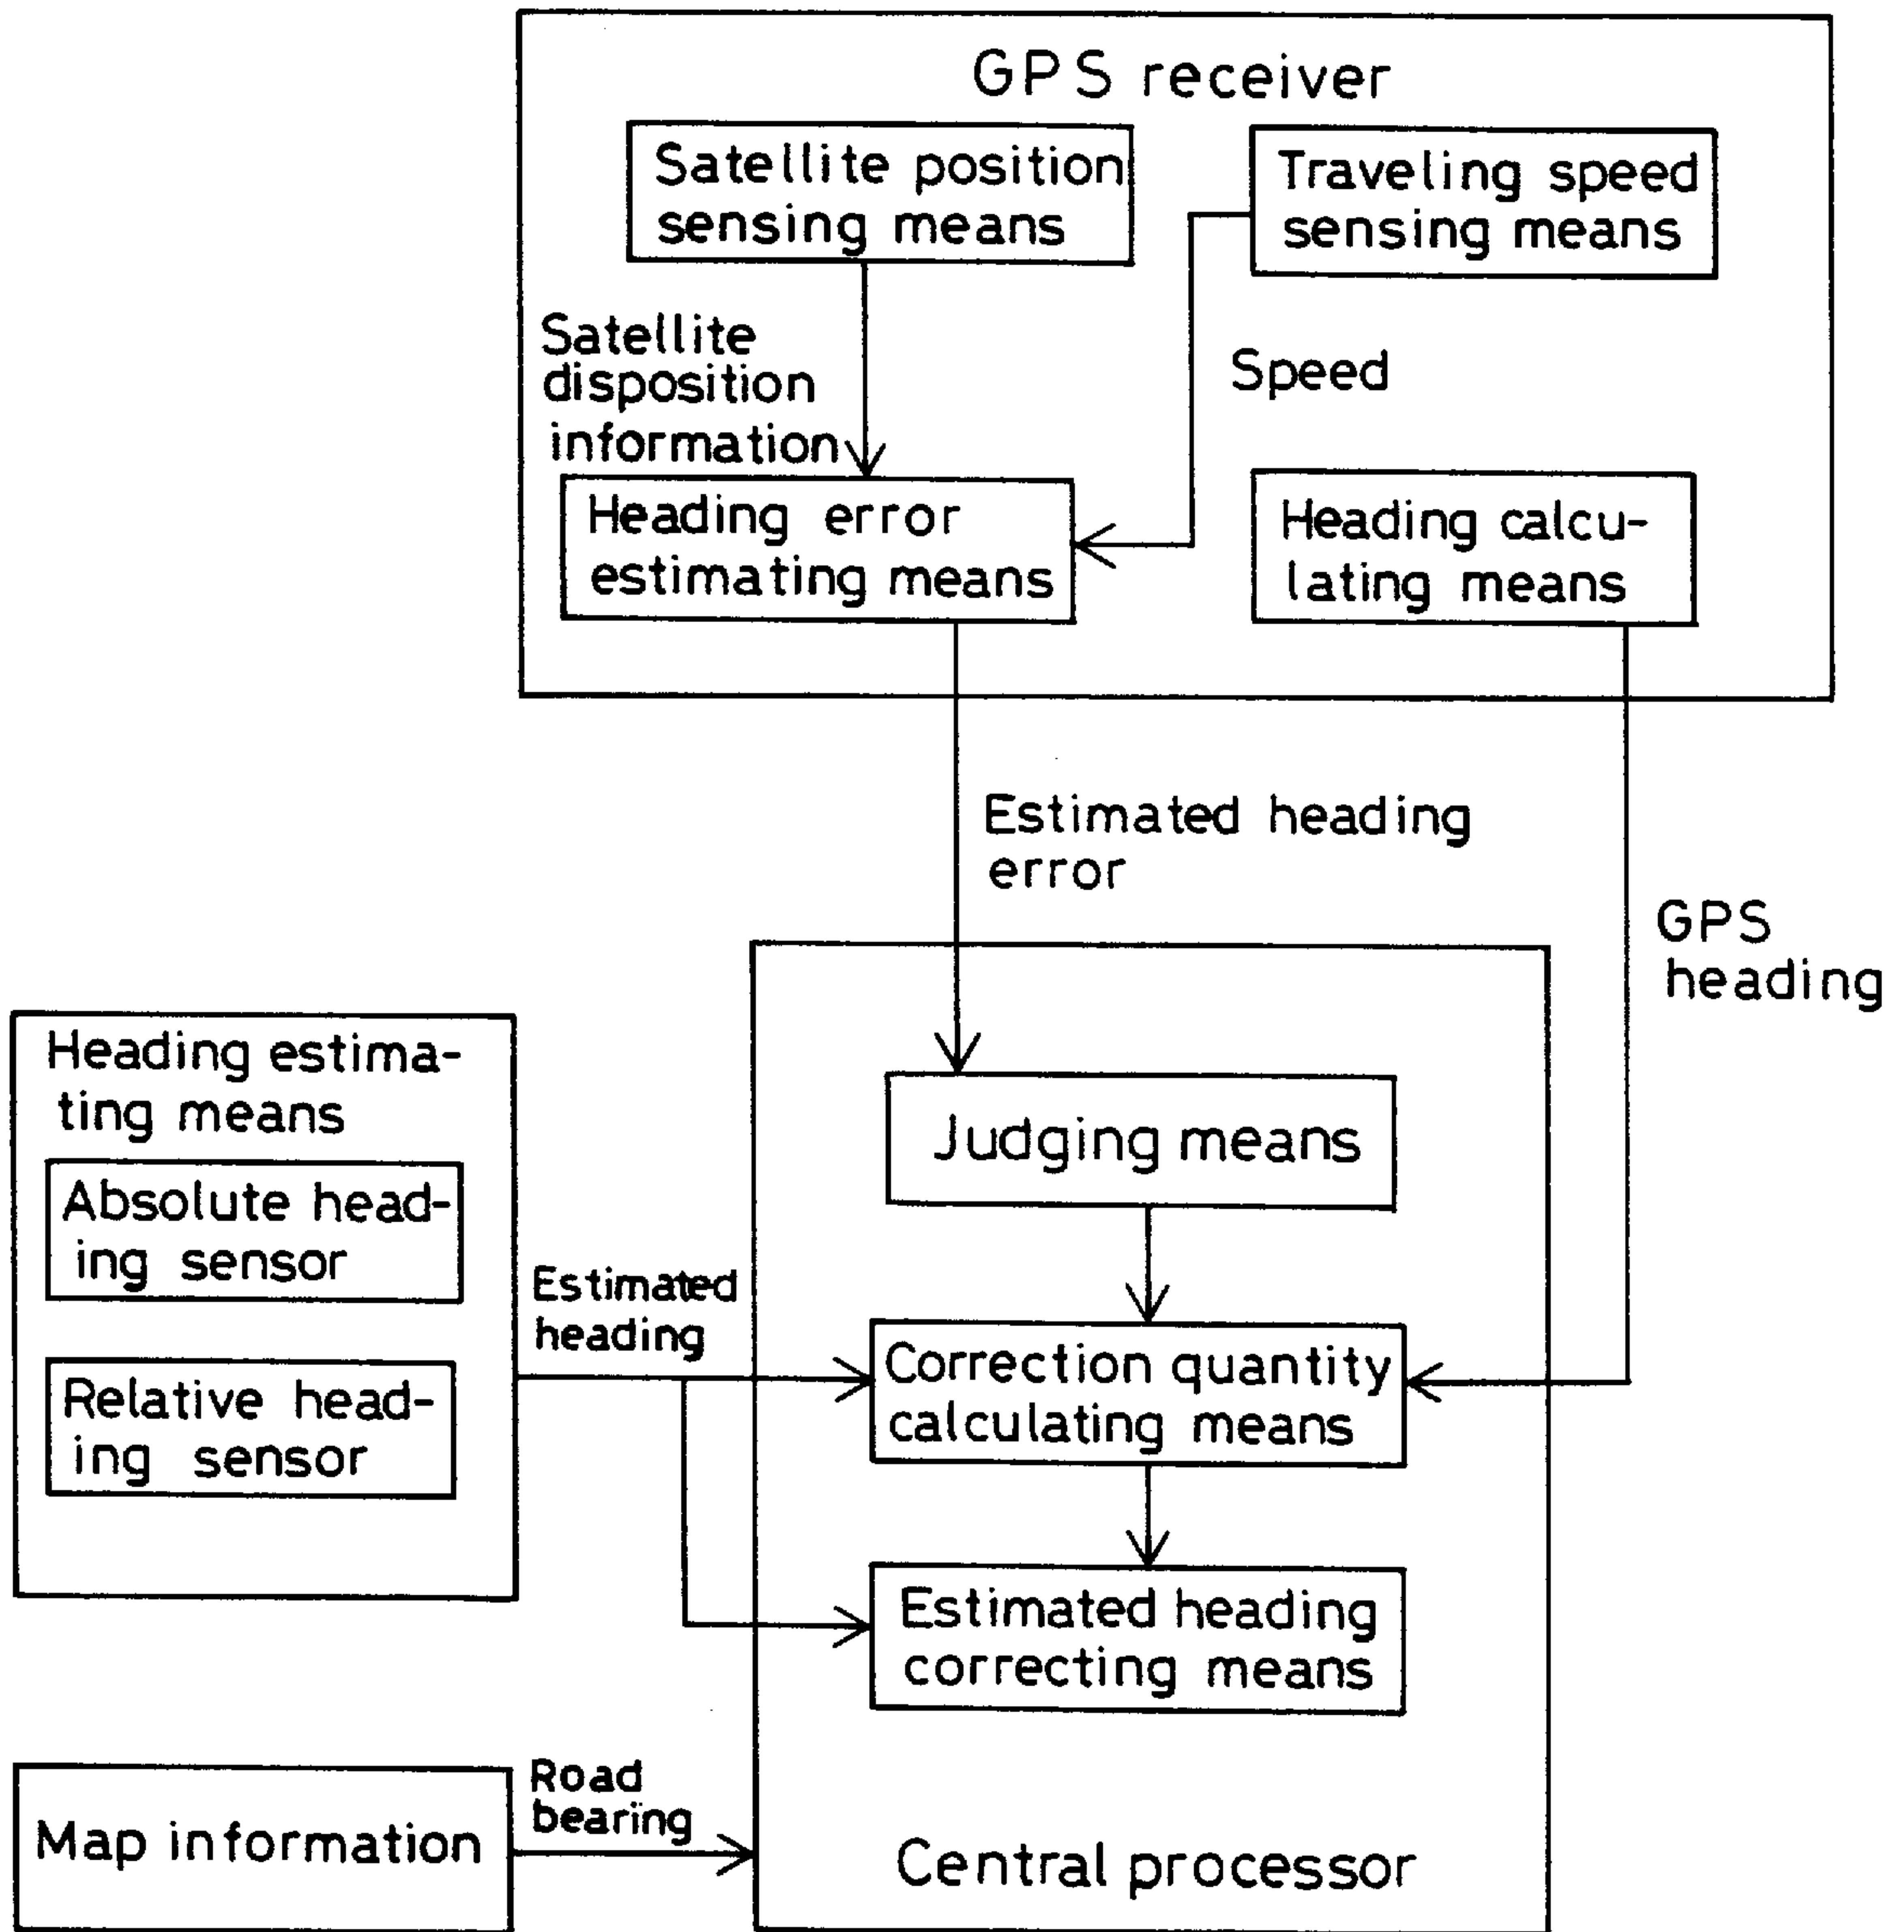 GPS receiver
Satellite position
sensing means
Traveling speed
sensing means
Satellite
disposition
information
Speed
Heading error
estimating means
Heading calcu-
lating means
Estimated heading
error
GPS
heading
Heading estima-
ting means
Absolute head-
ing sensor
Relative head-
ing sensor
Estimated
heading
Judging means
Correction quantity
calculating means
Estimated heading
correcting means
Map information
Road
bearing
Central processor